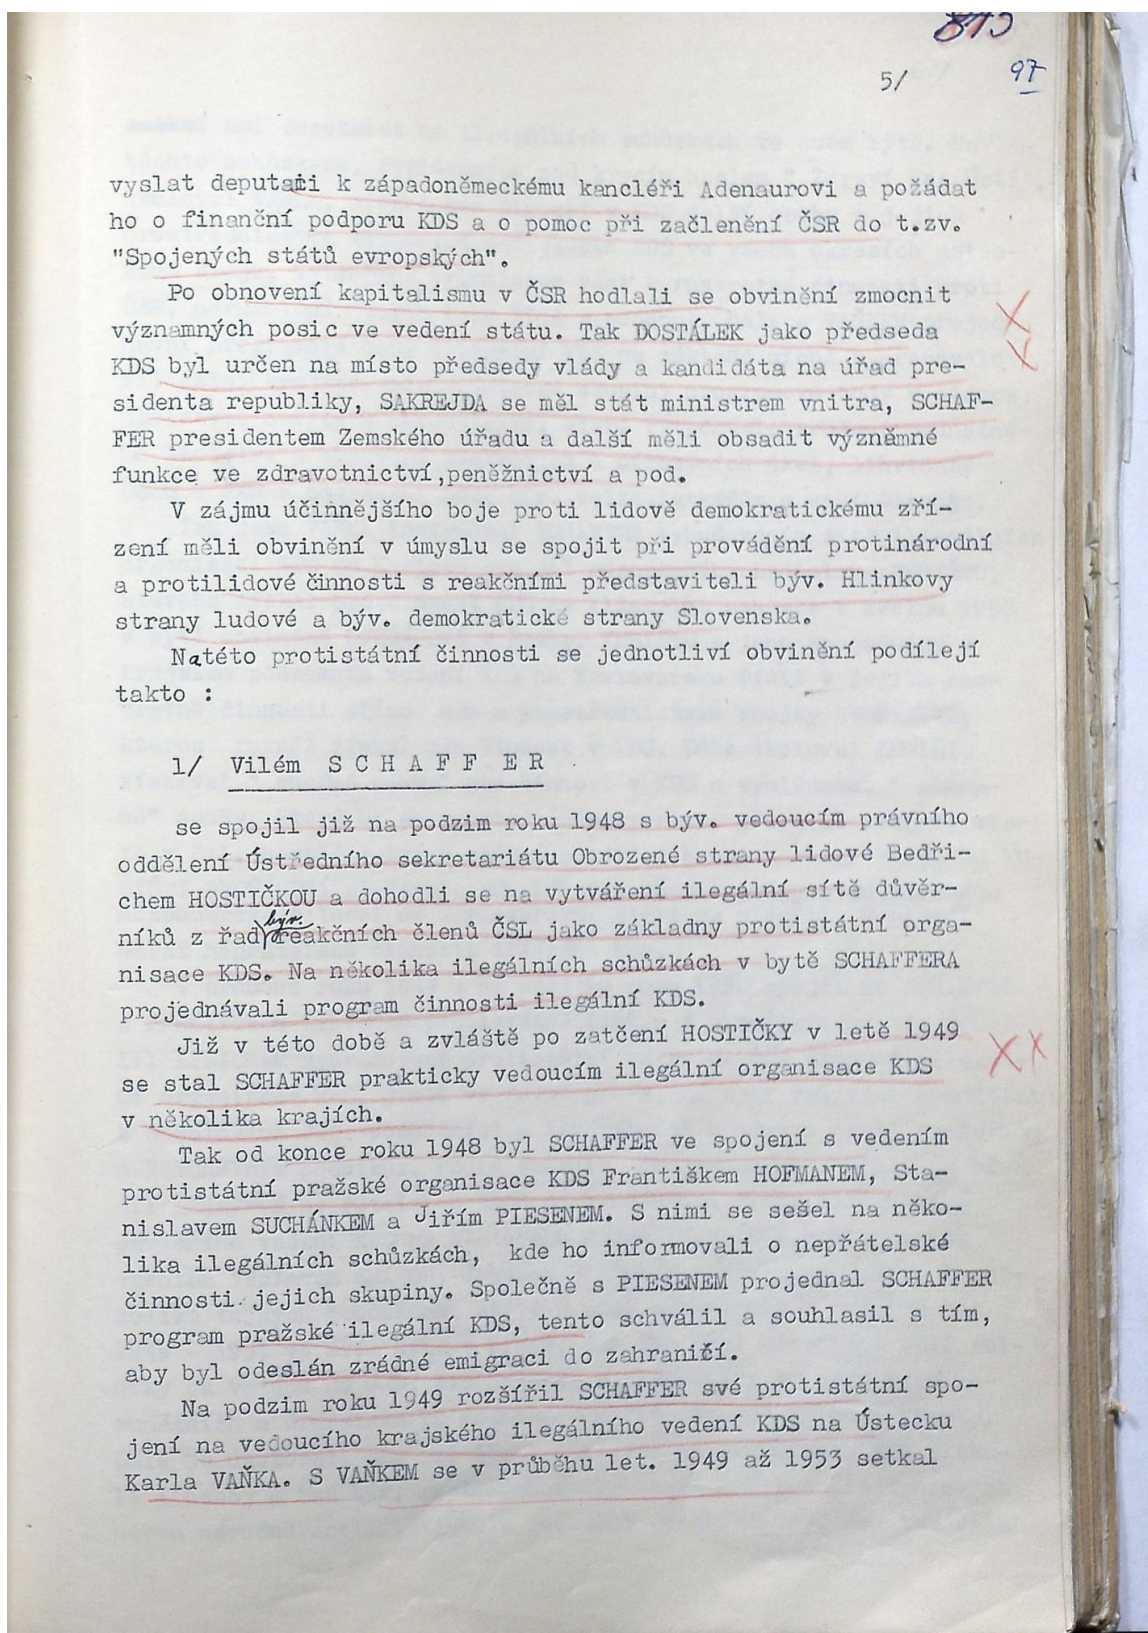 5/
97
vyslat deputaci k západoněmeckému kancléři Adenaurovi a požádat
ho o finanční podporu KDS a o pomoc při začlenění ČSR do t.zv.
"Spojených států evropských".
Po obnovení kapitalismu v ČSR hodlali se obvinění zmocnit
významných posic ve vedení státu. Tak DOSTÁLEK jako předseda
KDS byl určen na místo předsedy vlády a kandidáta na úřad pre-
sidenta republiky, SAKREJDA se měl stát ministrem vnitra, SCHAF-
FER presidentem Zemského úřadu a další měli obsadit význämné
funkce ve zdravotnictví,peněžnictví a pod.
V zájmu účinnějšího boje proti lidově demokratickému zří-
zení měli obvinění v úmyslu se spojit při provádění protinárodní
a protilidové činnosti s reakčními představiteli býv. Hlinkovy
strany ludové a býv. demokratické strany Slovenska.
Natéto protistátní činnosti se jednotliví obvinění podílejí
takto :
1/ Vilém S C H A F F E R
se spojil již na podzim roku 1948 s býv. vedoucím právního
oddělení Ústředního sekretariátu Obrozené strany lidové Bedři-
chem HOSTIČKOU a dohodli se na vytváření ilegální sítě důvěr-
níků z řad býv. reakčních členů ČSL jako základny protistátní orga-
nisace KDS. Na několika ilegálních schůzkách v bytě SCHAFFERA
projednávali program činnosti ilegální KDS.
Již v této době a zvláště po zatčení HOSTIČKY v letě 1949
se stal SCHAFFER prakticky vedoucím ilegální organisace KDS
v několika krajích.
Tak od konce roku 1948 byl SCHAFFER ve spojení s vedením
protistátní pražské organisace KDS Františkem HOFMANEM, Sta-
nislavem SUCHÁNKEM a Jiřím PIESENEM. S nimi se sešel na něko-
lika ilegálních schůzkách, kde ho informovali o nepřátelské
činnosti jejich skupiny. Společně s PIESENEM projednal SCHAFFER
program pražské ilegální KDS, tento schválil a souhlasil s tím,
aby byl odeslán zrádné emigraci do zahraničí.
Na podzim roku 1949 rozšířil SCHAFFER své protistátní spo-
jení na vedoucího krajského ilegálního vedení KDS na Ústecku
Karla VAŇKA. S VAŇKEM se v průběhu let. 1949 až 1953 setkal